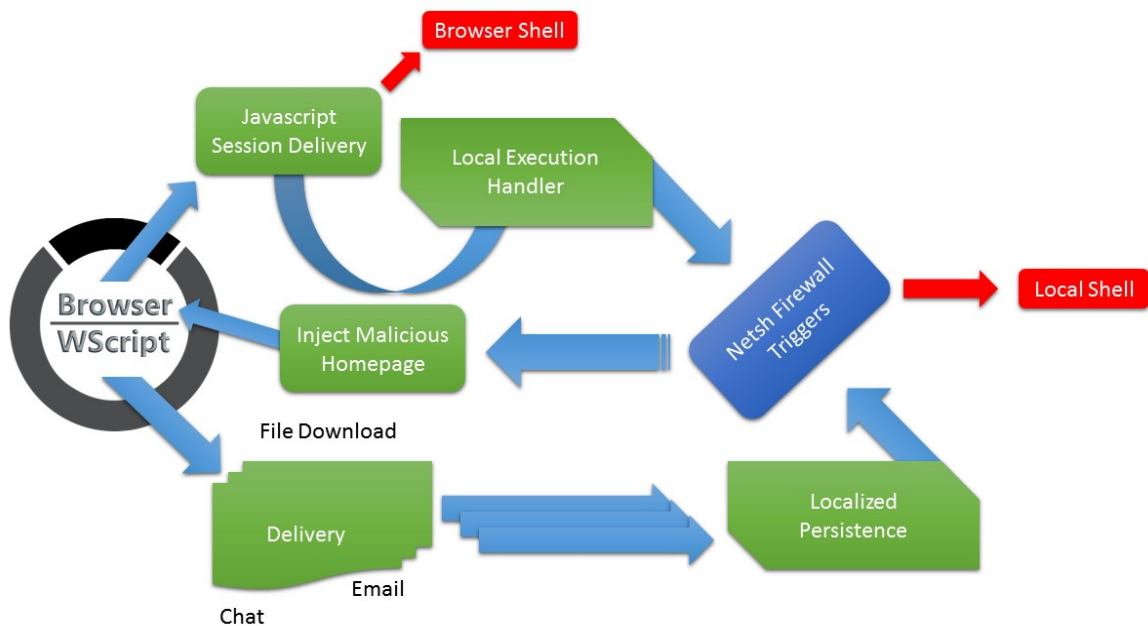 Browser Shell
Javascript
Session Delivery
Local Execution
Handler
Browser
WScript
Inject Malicious
Homepage
Netsh Firewall
Triggers
Local Shell
File Download
Delivery
Localized
Persistence
Email
Chat